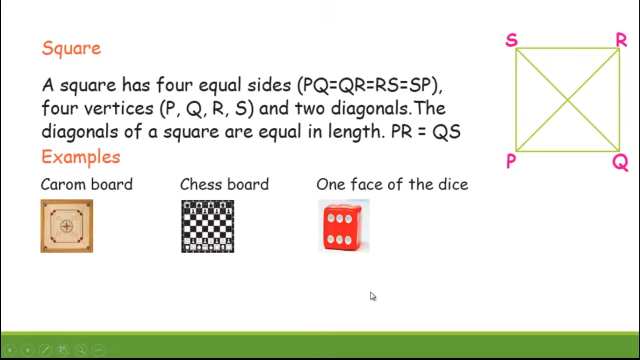 Square
A square has four equal sides (PQ=QR=RS=SP),
four vertices (P, Q, R, S) and two diagonals.The
diagonals of a square are equal in length. PR = QS
Examples
Carom board Chess board One face of the dice
S R
P Q